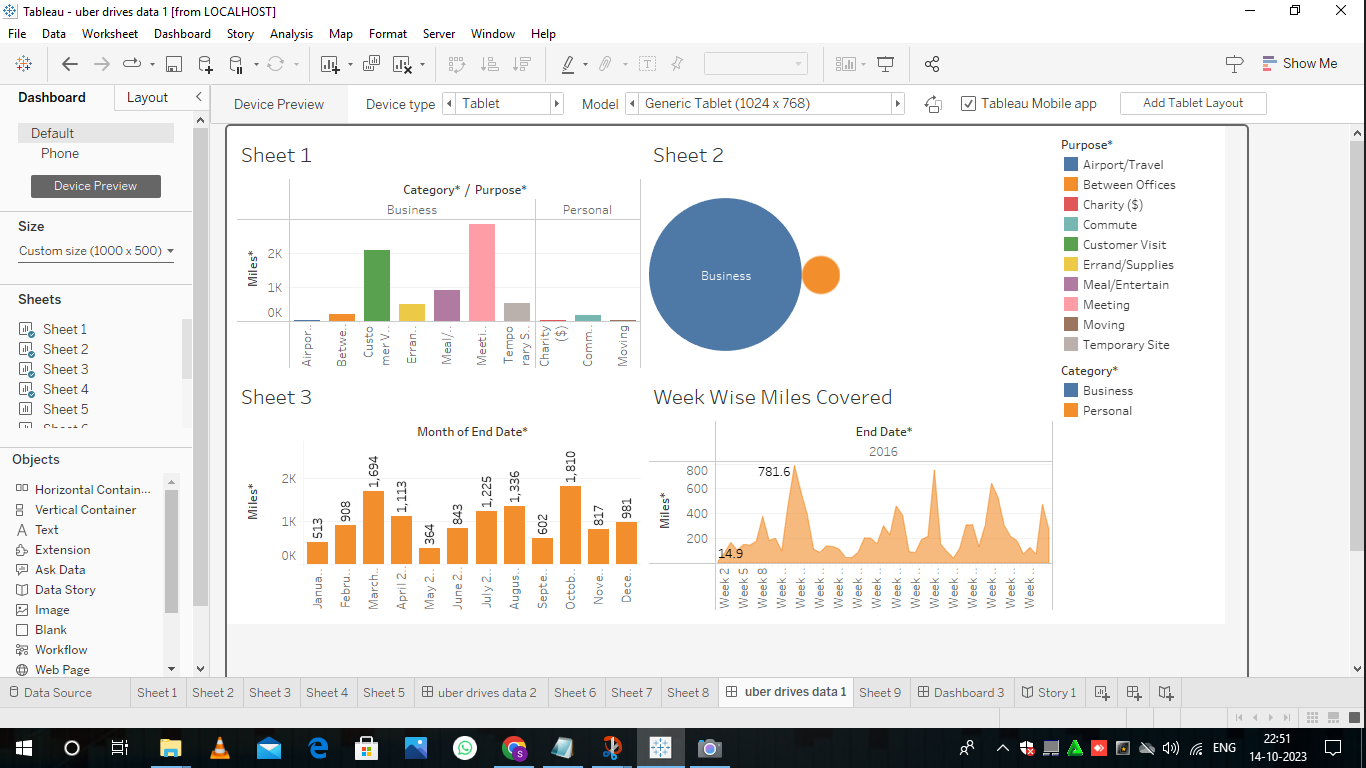 Tableau - uber drives data 1 [from LOCALHOST]
File Data Worksheet Dashboard Story Analysis Map Format Server Window Help
Show Me
Dashboard Layout
Device Preview Device type Tablet Model Generic Tablet (1024 x 768) Tableau Mobile app Add Tablet Layout
Default
Phone
Device Preview
Size
Custom size (1000 x 500)
Sheets
Sheet 1
Sheet 2
Sheet 3
Sheet 4
Sheet 5
Objects
Horizontal Contain...
Vertical Container
Text
Extension
Ask Data
Data Story
Image
Blank
Workflow
Web Page
Sheet 1
Category* / Purpose*
Business Personal
Miles*
2K
1K
0K
Airpor..
Betwe..
Custo
mer V..
Erran..
Meal/..
Meeti..
Tempo
rary S..
Charity
($)
Comm..
Moving
Sheet 2
Business
Sheet 3
Month of End Date*
Miles*
2K
1K
0K
513 908 1,694 1,113 364 843 1,225 1,336 602 1,810 817 981
Janua.. Febru.. March.. April 2.. May 2.. June 2.. July 2.. Augus.. Septe.. Octob.. Nove.. Dece..
Week Wise Miles Covered
End Date*
2016
Miles*
800
600
400
200
781.6
14.9
Week 2 Week 5 Week 8 Week .. Week .. Week .. Week .. Week .. Week .. Week .. Week .. Week .. Week .. Week .. Week .. Week .. Week ..
Purpose*
Airport/Travel
Between Offices
Charity ($)
Commute
Customer Visit
Errand/Supplies
Meal/Entertain
Meeting
Moving
Temporary Site
Category*
Business
Personal
Data Source Sheet 1 Sheet 2 Sheet 3 Sheet 4 Sheet 5 uber drives data 2 Sheet 6 Sheet 7 Sheet 8 uber drives data 1 Sheet 9 Dashboard 3 Story 1
ENG
22:51
14-10-2023